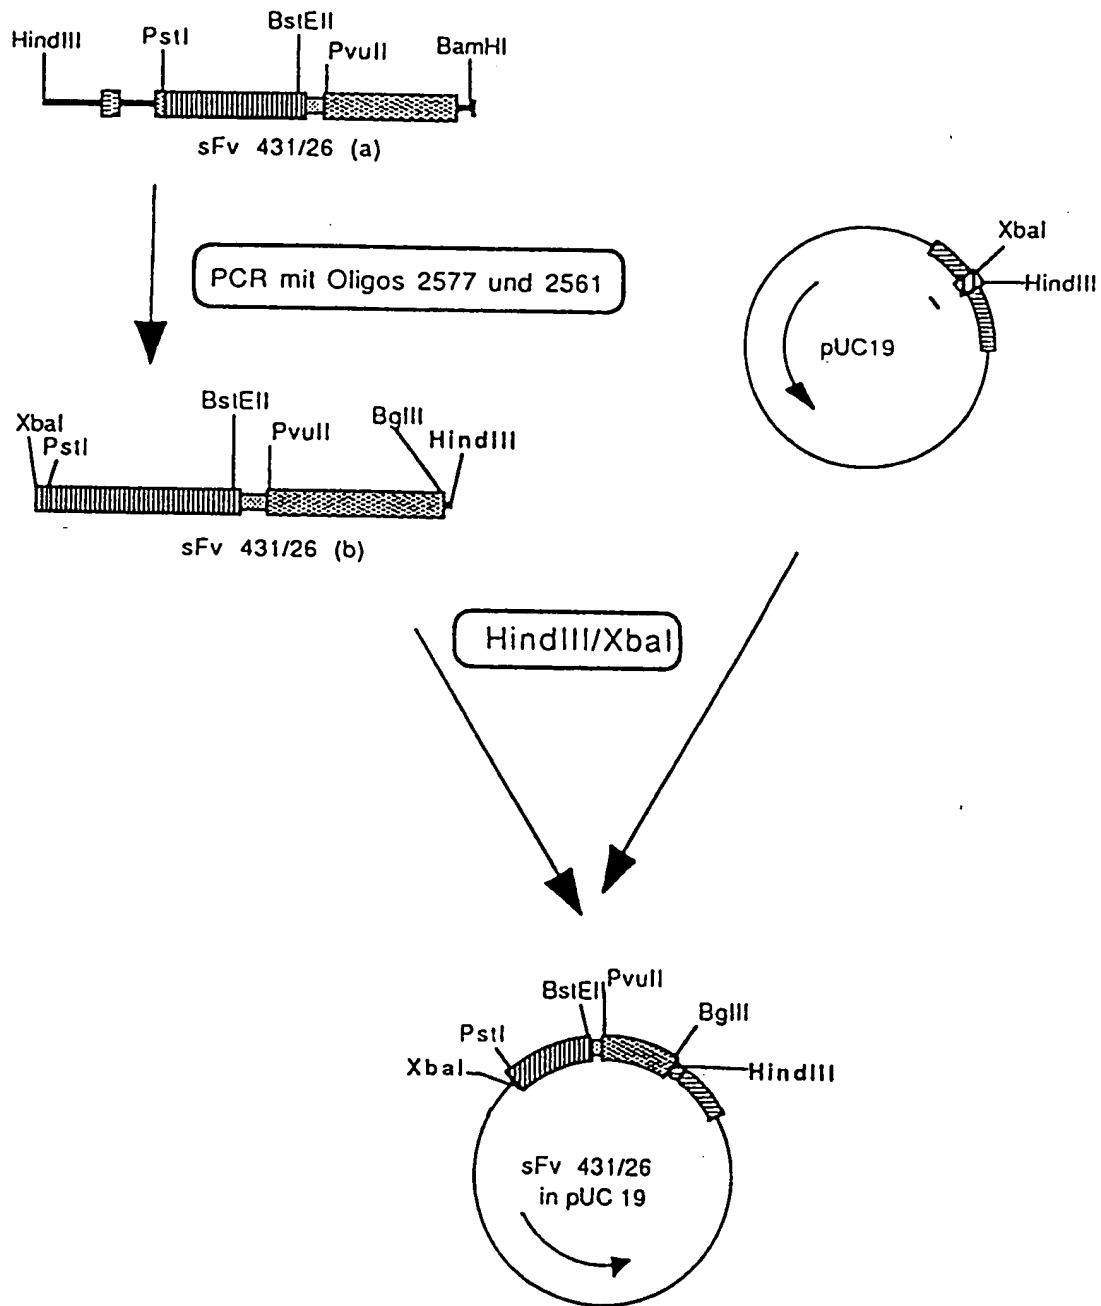 HindIII
PstI
BstEII
PvuII
BamHI
sFv 431/26 (a)
PCR mit Oligos 2577 und 2561
XbaI
HindIII
pUC19
XbaI
PstI
BstEII
PvuII
BglII
HindIII
sFv 431/26 (b)
HindIII/XbaI
XbaI
PstI
BstEII
PvuII
BglII
HindIII
sFv 431/26
in pUC 19